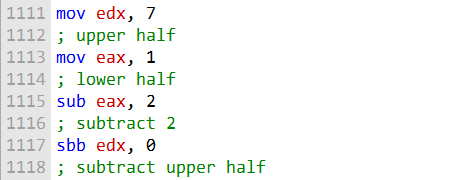 1111 mov edx, 7
1112 ; upper half
1113 mov eax, 1
1114 ; lower half
1115 sub eax, 2
1116 ; subtract 2
1117 sbb edx, 0
1118 ; subtract upper half